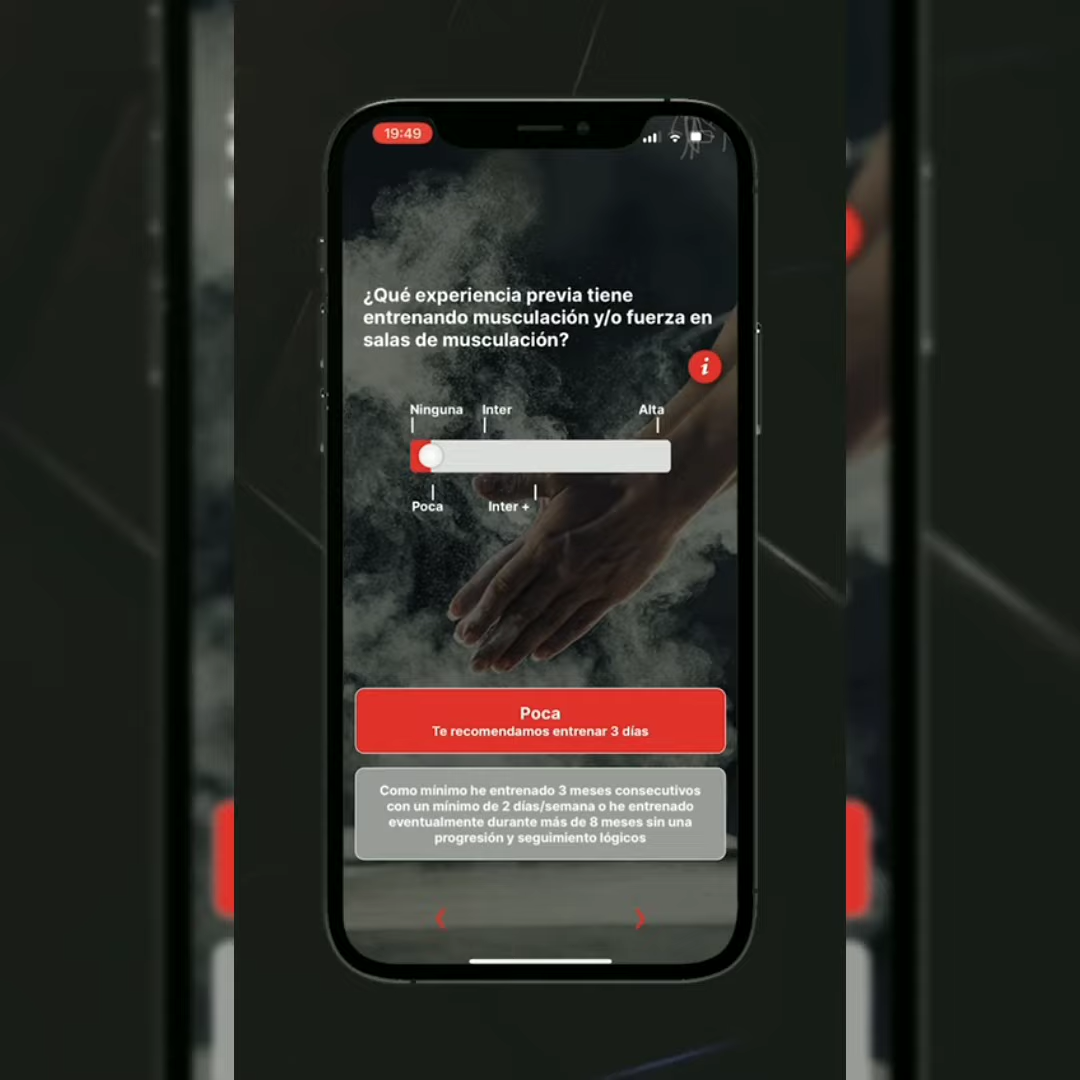 19:49
¿Qué experiencia previa tiene
entrenando musculación y/o fuerza en
salas de musculación?
i
Ninguna Inter Alta
Poca Inter +
Poca
Te recomendamos entrenar 3 días
Como mínimo he entrenado 3 meses consecutivos
con un mínimo de 2 días/semana o he entrenado
eventualmente durante más de 8 meses sin una
progresión y seguimiento lógicos